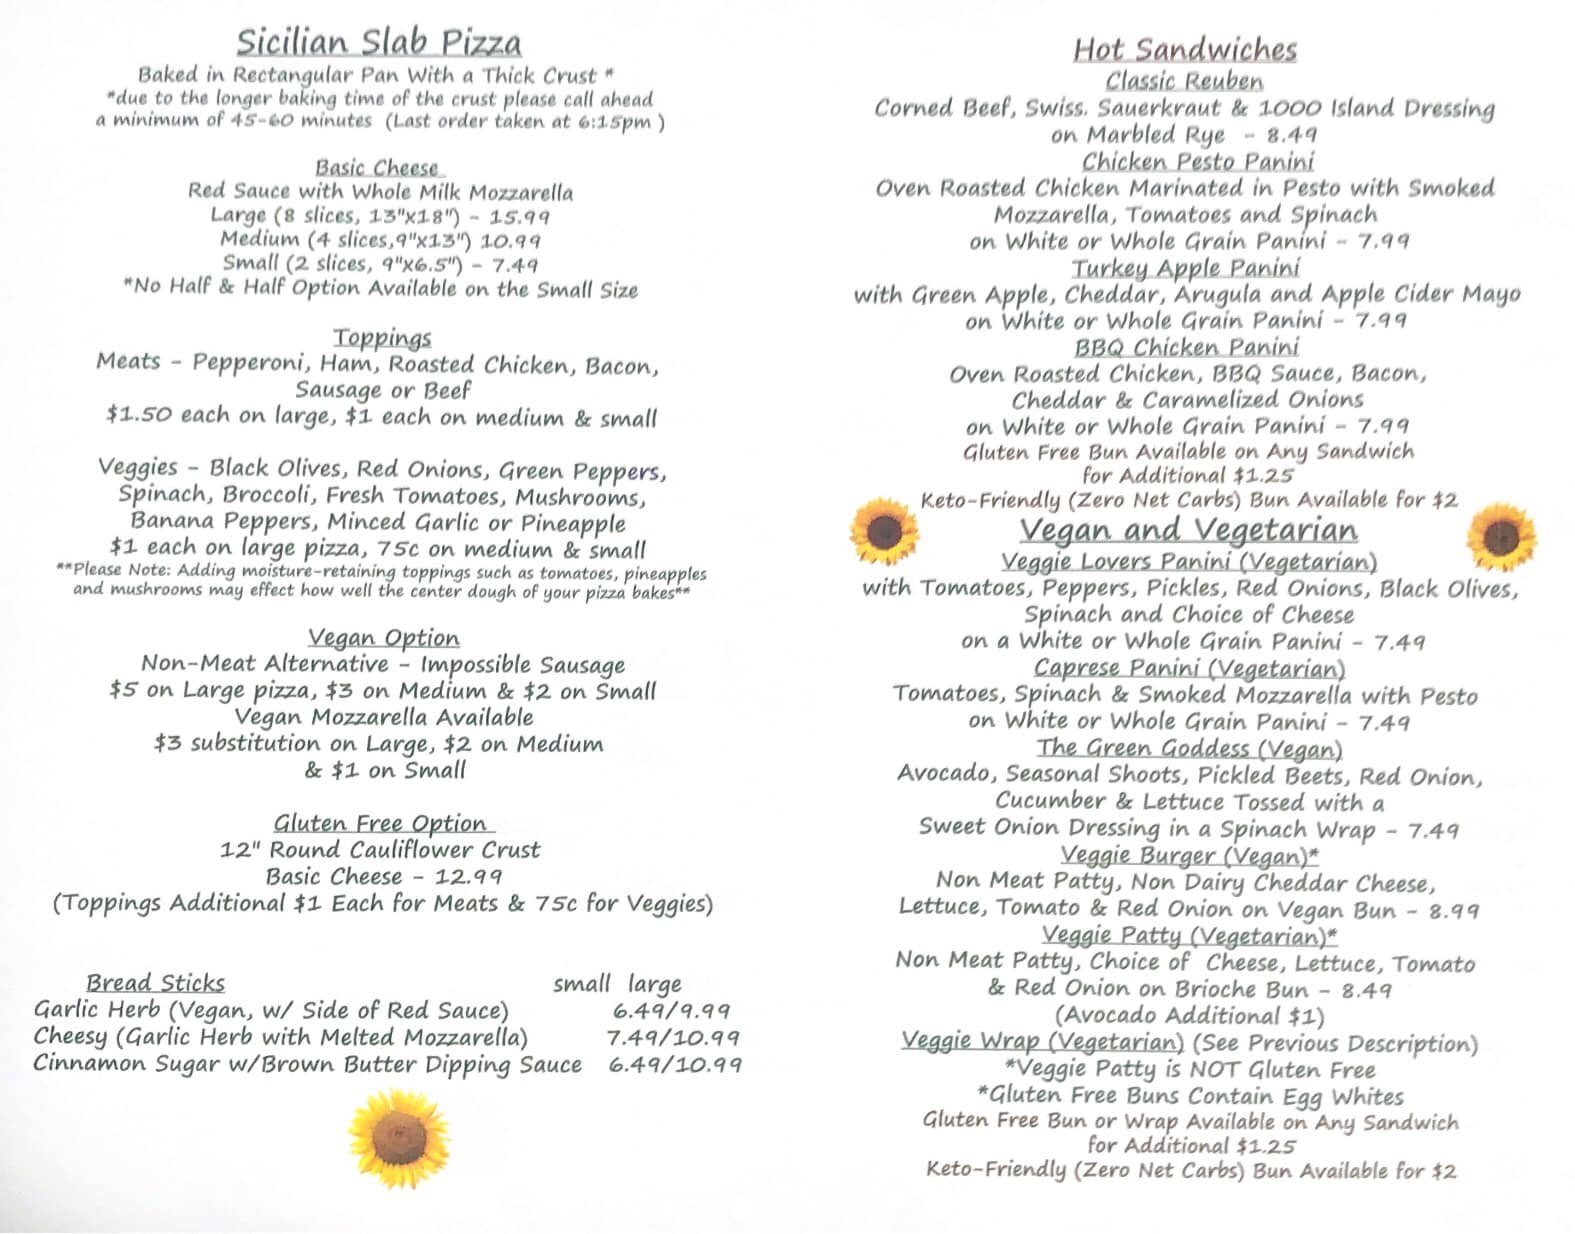 Sicilian Slab Pizza
Baked in Rectangular Pan With a Thick Crust *
*due to the longer baking time of the crust please call ahead
a minimum of 45-60 minutes (Last order taken at 6:15pm )
Basic Cheese
Red Sauce with Whole Milk Mozzarella
Large (8 slices, 13"x18") - 15.99
Medium (4 slices,9"x13") 10.99
Small (2 slices, 9"x6.5") - 7.49
*No Half & Half Option Available on the Small Size
Toppings
Meats - Pepperoni, Ham, Roasted Chicken, Bacon,
Sausage or Beef
$1.50 each on large, $1 each on medium & small
Veggies - Black Olives, Red Onions, Green Peppers,
Spinach, Broccoli, Fresh Tomatoes, Mushrooms,
Banana Peppers, Minced Garlic or Pineapple
$1 each on large pizza, 75c on medium & small
**Please Note: Adding moisture-retaining toppings such as tomatoes, pineapples
and mushrooms may effect how well the center dough of your pizza bakes**
Vegan Option
Non-Meat Alternative - Impossible Sausage
$5 on Large pizza, $3 on Medium & $2 on Small
Vegan Mozzarella Available
$3 substitution on Large, $2 on Medium
& $1 on Small
Gluten Free Option
12" Round Cauliflower Crust
Basic Cheese - 12.99
(Toppings Additional $1 Each for Meats & 75c for Veggies)
Bread Sticks small large
Garlic Herb (Vegan, w/ Side of Red Sauce) 6.49/9.99
Cheesy (Garlic Herb with Melted Mozzarella) 7.49/10.99
Cinnamon Sugar w/Brown Butter Dipping Sauce 6.49/10.99
Hot Sandwiches
Classic Reuben
Corned Beef, Swiss. Sauerkraut & 1000 Island Dressing
on Marbled Rye - 8.49
Chicken Pesto Panini
Oven Roasted Chicken Marinated in Pesto with Smoked
Mozzarella, Tomatoes and Spinach
on White or Whole Grain Panini - 7.99
Turkey Apple Panini
with Green Apple, Cheddar, Arugula and Apple Cider Mayo
on White or Whole Grain Panini - 7.99
BBQ Chicken Panini
Oven Roasted Chicken, BBQ Sauce, Bacon,
Cheddar & Caramelized Onions
on White or Whole Grain Panini - 7.99
Gluten Free Bun Available on Any Sandwich
for Additional $1.25
Keto-Friendly (Zero Net Carbs) Bun Available for $2
Vegan and Vegetarian
Veggie Lovers Panini (Vegetarian)
with Tomatoes, Peppers, Pickles, Red Onions, Black Olives,
Spinach and Choice of Cheese
on a White or Whole Grain Panini - 7.49
Caprese Panini (Vegetarian)
Tomatoes, Spinach & Smoked Mozzarella with Pesto
on White or Whole Grain Panini - 7.49
The Green Goddess (Vegan)
Avocado, Seasonal Shoots, Pickled Beets, Red Onion,
Cucumber & Lettuce Tossed with a
Sweet Onion Dressing in a Spinach Wrap - 7.49
Veggie Burger (Vegan)*
Non Meat Patty, Non Dairy Cheddar Cheese,
Lettuce, Tomato & Red Onion on Vegan Bun - 8.99
Veggie Patty (Vegetarian)*
Non Meat Patty, Choice of Cheese, Lettuce, Tomato
& Red Onion on Brioche Bun - 8.49
(Avocado Additional $1)
Veggie Wrap (Vegetarian) (See Previous Description)
*Veggie Patty is NOT Gluten Free
*Gluten Free Buns Contain Egg Whites
Gluten Free Bun or Wrap Available on Any Sandwich
for Additional $1.25
Keto-Friendly (Zero Net Carbs) Bun Available for $2